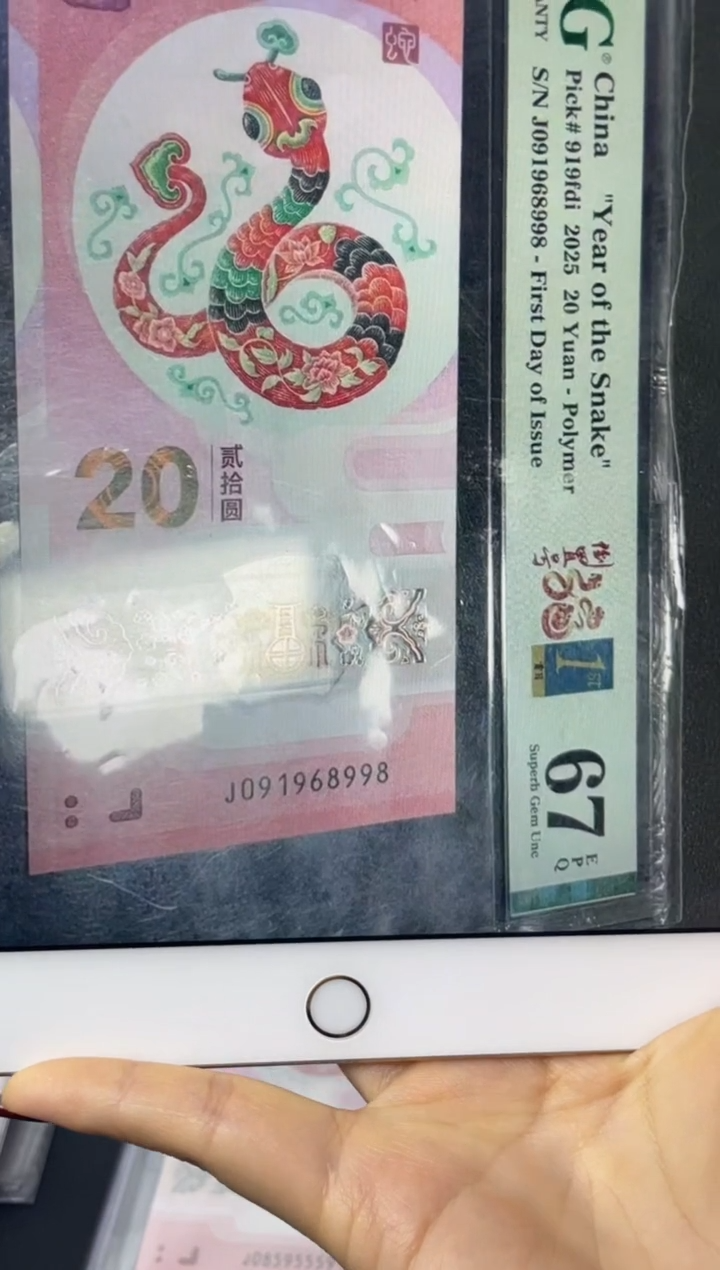 G
China "Year of the Snake"
Pick# 919fdi 2025 20 Yuan - Polymer
S/N J091968998 - First Day of Issue
1st
67
E
P
Q
Superb Gem Unc
20
贰拾圆
J091968998